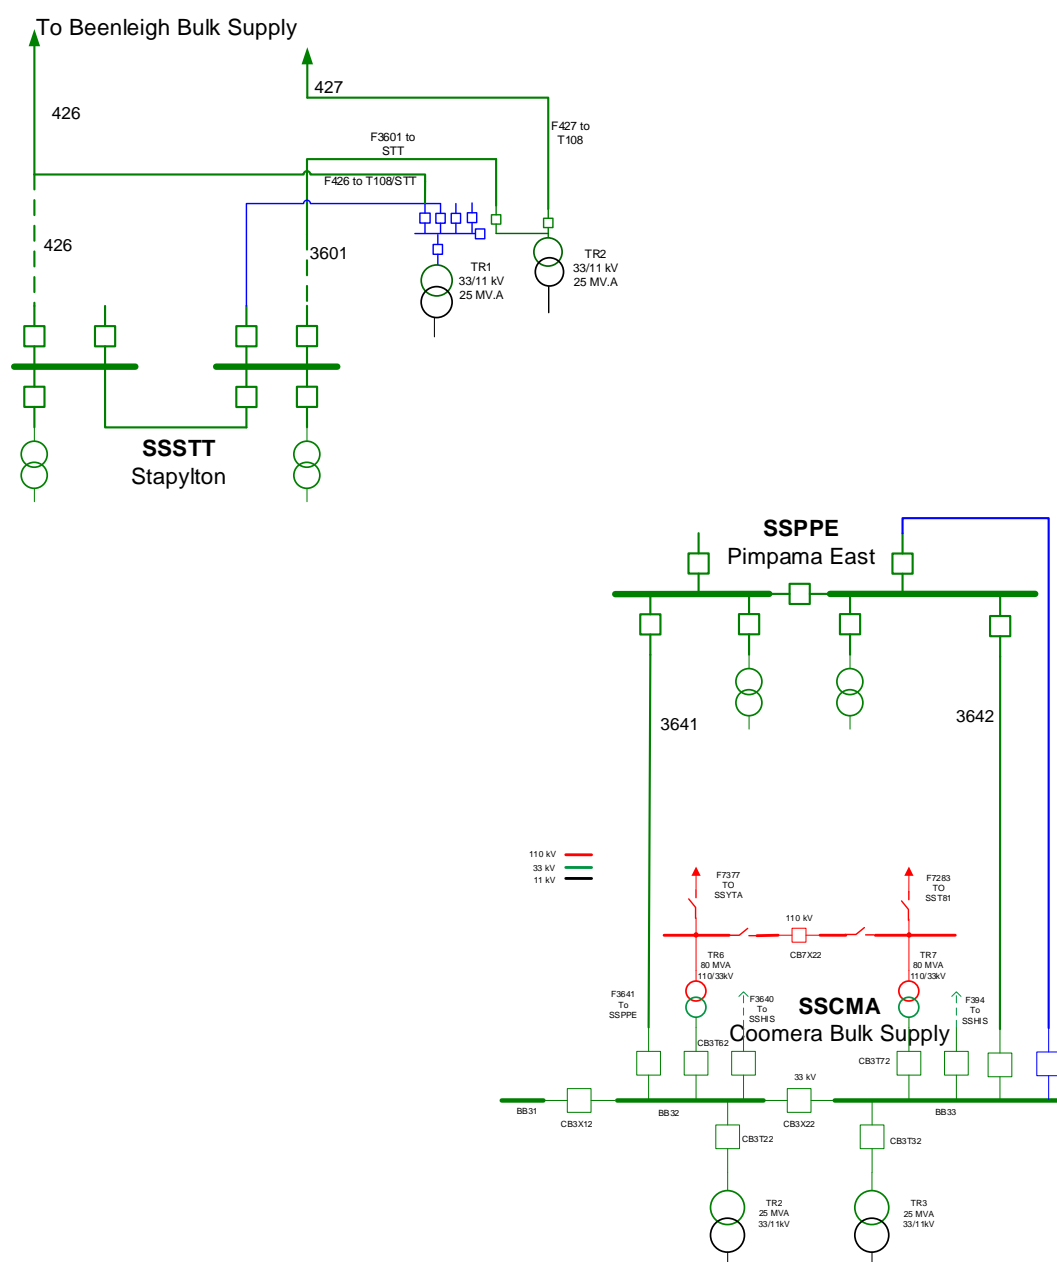 To Beenleigh Bulk Supply
427
426
F427 to
T108
F3601 to
STT
F426 to T108/STT
426
3601
TR1
33/11 kV
25 MV.A
TR2
33/11 kV
25 MV.A
SSSTT
Stapylton
SSPPE
Pimpama East
3641
3642
110 kV
33 kV
11 kV
F7377
TO
SSYTA
F7283
TO
SST81
110 kV
CB7X22
TR6
80 MVA
110/33kV
TR7
80 MVA
110/33kV
F3641
To
SSPPE
F3640
To
SSHIS
SSCMA
Coomera Bulk Supply
F394
To
SSHIS
CB3T62
CB3T72
33 kV
BB31
CB3X12
BB32
CB3X22
BB33
CB3T22
CB3T32
TR2
25 MVA
33/11kV
TR3
25 MVA
33/11kV